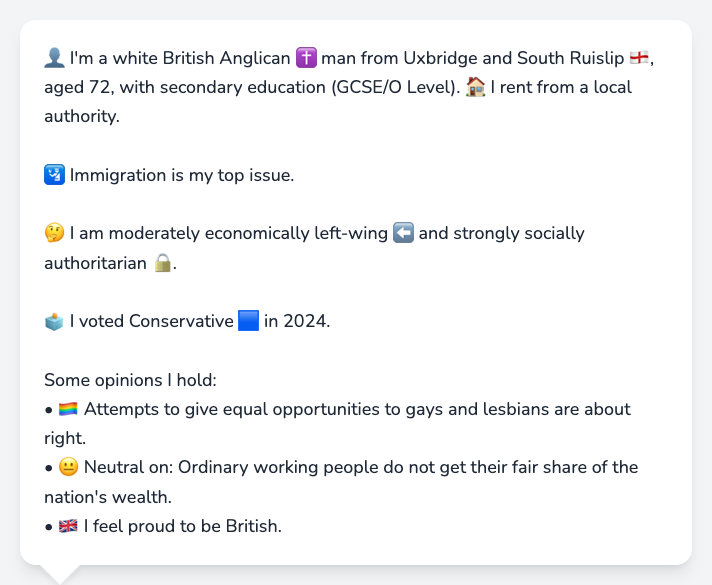 👤 I'm a white British Anglican ✝️ man from Uxbridge and South Ruislip 🏴󠁧󠁢󠁥󠁮󠁧󠁿,
aged 72, with secondary education (GCSE/O Level). 🏠 I rent from a local
authority.
🛂 Immigration is my top issue.
🤔 I am moderately economically left-wing ⬅️ and strongly socially
authoritarian 🔒.
🗳️ I voted Conservative 🟦 in 2024.
Some opinions I hold:
• 🏳️‍🌈 Attempts to give equal opportunities to gays and lesbians are about
right.
• 😐 Neutral on: Ordinary working people do not get their fair share of the
nation's wealth.
• 🇬🇧 I feel proud to be British.